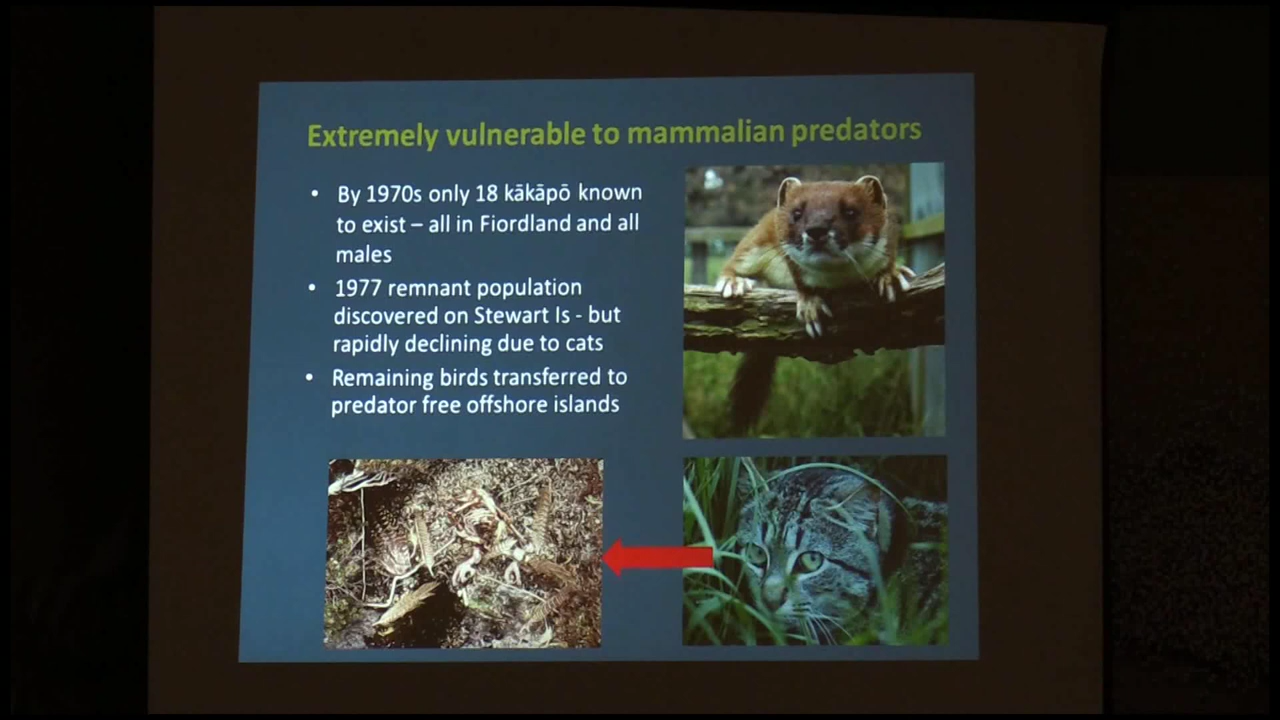 Extremely vulnerable to mammalian predators
• By 1970s only 18 kākāpō known
to exist – all in Fiordland and all
males
• 1977 remnant population
discovered on Stewart Is - but
rapidly declining due to cats
• Remaining birds transferred to
predator free offshore islands